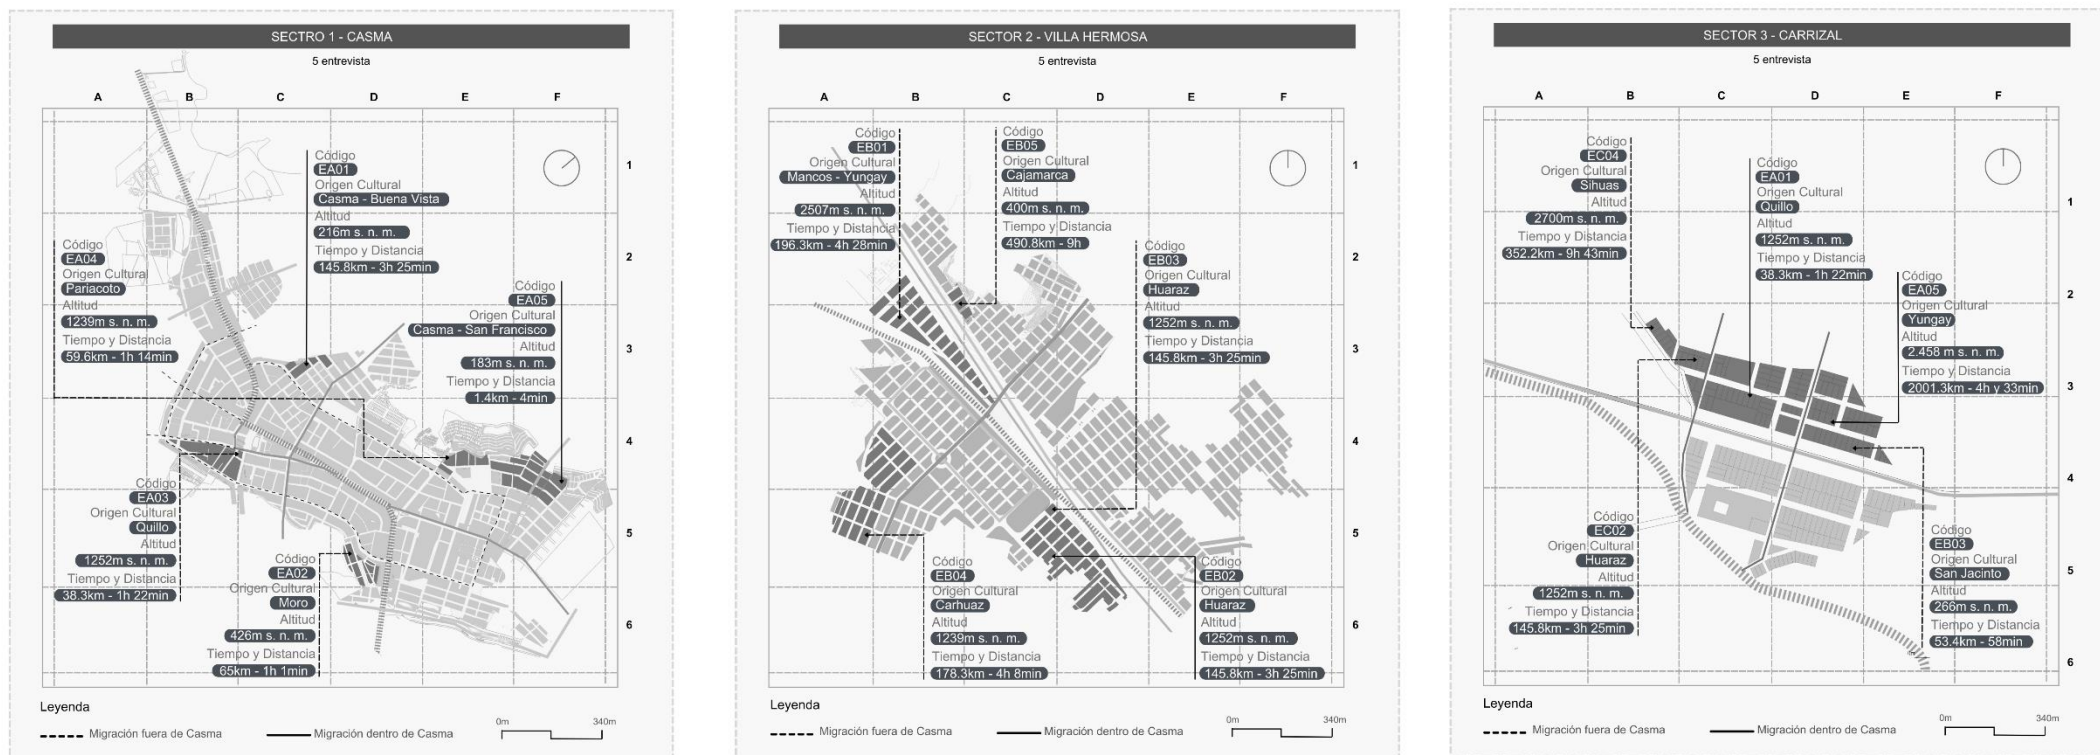 SECTRO 1 - CASMA
5 entrevista
A B C D E F
1
2
3
4
5
6
Código
EA01
Origen Cultural
Casma - Buena Vista
Altitud
216m s. n. m.
Tiempo y Distancia
145.8km - 3h 25min
Código
EA04
Origen Cultural
Pariacoto
Altitud
1239m s. n. m.
Tiempo y Distancia
59.6km - 1h 14min
Código
EA05
Origen Cultural
Casma - San Francisco
Altitud
183m s. n. m.
Tiempo y Distancia
1.4km - 4min
Código
EA03
Origen Cultural
Quillo
Altitud
1252m s. n. m.
Tiempo y Distancia
38.3km - 1h 22min
Código
EA02
Origen Cultural
Moro
Altitud
426m s. n. m.
Tiempo y Distancia
65km - 1h 1min
Leyenda
Migración fuera de Casma
Migración dentro de Casma
0m 340m
SECTOR 2 - VILLA HERMOSA
5 entrevista
A B C D E F
1
2
3
4
5
6
Código
EB01
Origen Cultural
Mancos - Yungay
Altitud
2507m s. n. m.
Tiempo y Distancia
196.3km - 4h 28min
Código
EB05
Origen Cultural
Cajamarca
Altitud
400m s. n. m.
Tiempo y Distancia
490.8km - 9h
Código
EB03
Origen Cultural
Huaraz
Altitud
1252m s. n. m.
Tiempo y Distancia
145.8km - 3h 25min
Código
EB04
Origen Cultural
Carhuaz
Altitud
1239m s. n. m.
Tiempo y Distancia
178.3km - 4h 8min
Código
EB02
Origen Cultural
Huaraz
Altitud
1252m s. n. m.
Tiempo y Distancia
145.8km - 3h 25min
Leyenda
Migración fuera de Casma
Migración dentro de Casma
0m 340m
SECTOR 3 - CARRIZAL
5 entrevista
A B C D E F
1
2
3
4
5
6
Código
EC04
Origen Cultural
Sihuas
Altitud
2700m s. n. m.
Tiempo y Distancia
352.2km - 9h 43min
Código
EA01
Origen Cultural
Quillo
Altitud
1252m s. n. m.
Tiempo y Distancia
38.3km - 1h 22min
Código
EA05
Origen Cultural
Yungay
Altitud
2.458 m s. n. m.
Tiempo y Distancia
2001.3km - 4h y 33min
Código
EC02
Origen Cultural
Huaraz
Altitud
1252m s. n. m.
Tiempo y Distancia
145.8km - 3h 25min
Código
EB03
Origen Cultural
San Jacinto
Altitud
266m s. n. m.
Tiempo y Distancia
53.4km - 58min
Leyenda
Migración fuera de Casma
Migración dentro de Casma
0m 340m